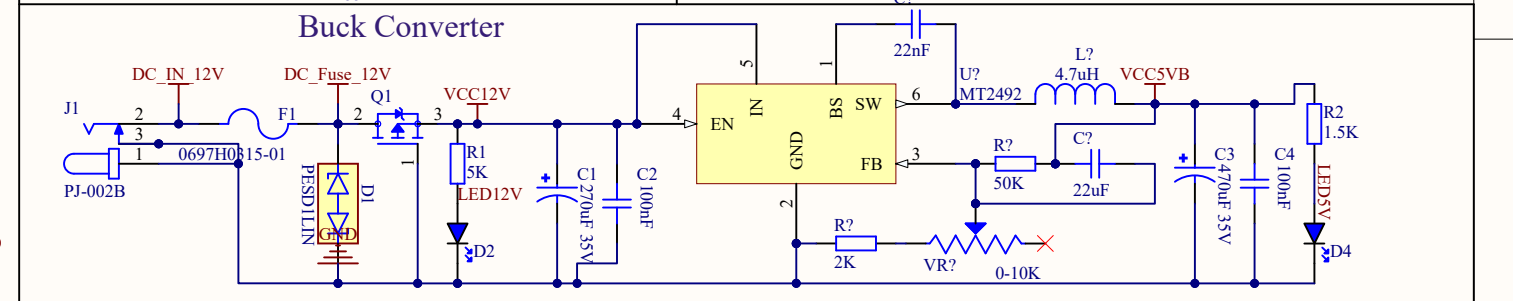 Buck Converter
DC_IN_12V
DC_Fuse_12V
VCC12V
J1
2
3
1
PJ-002B
F1
0697H0315-01
Q1
2
3
1
D1
PESD1LIN
GND
R1
5K
LED12V
D2
C1
270uF 35V
C2
100nF
5
1
4
6
3
2
IN
BS
EN
SW
GND
FB
22nF
U?
MT2492
L?
4.7uH
VCC5VB
R?
50K
C?
22uF
R?
2K
VR?
0-10K
C3
470uF 35V
C4
100nF
R2
1.5K
LED5V
D4